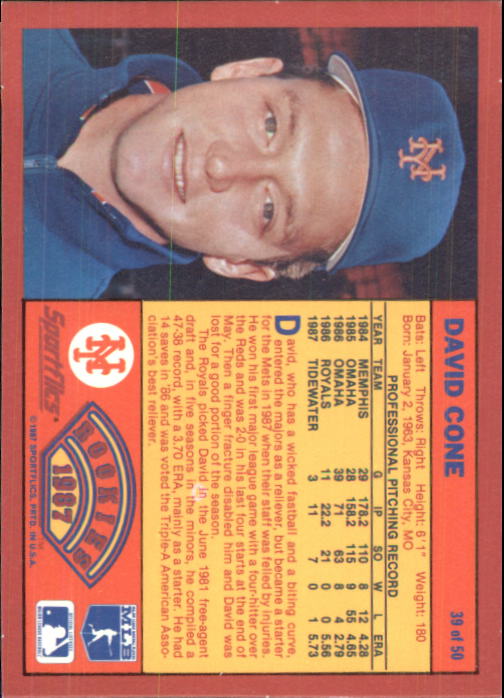 DAVID CONE
39 of 50
Bats: Left Throws: Right Height: 6'1" Weight: 180
Born: January 2, 1963, Kansas City, MO
PROFESSIONAL PITCHING RECORD
YEAR TEAM G IP SO W L ERA
1984 MEMPHIS 29 178.2 110 8 12 4.28
1985 OMAHA 28 158.2 115 9 15 4.65
1986 OMAHA 39 71 63 8 4 2.79
1986 ROYALS 11 22.2 21 0 0 5.56
1987 TIDEWATER 3 11 7 0 1 5.73
David, who has a wicked fastball and a biting curve,
entered the majors as a reliever, but became a starter
for the Mets in 1987 when their staff was felled by injuries.
He won his first major league game with a four-hitter over
the Reds and was 2-0 in his last four starts at the end of
May. Then a finger fracture disabled him and David was
lost for a good portion of the season.
The Royals picked David in the June 1981 free-agent
draft and, in five seasons in the minors, he compiled a
47-38 record, with a 3.70 ERA, mainly as a starter. He had
14 saves in '86 and was voted the Triple-A American Asso-
ciation's best reliever.
NY
NY
Sportflics
ROOKIES
1987
© 1987 SPORTFLICS, PRTD. IN U.S.A.